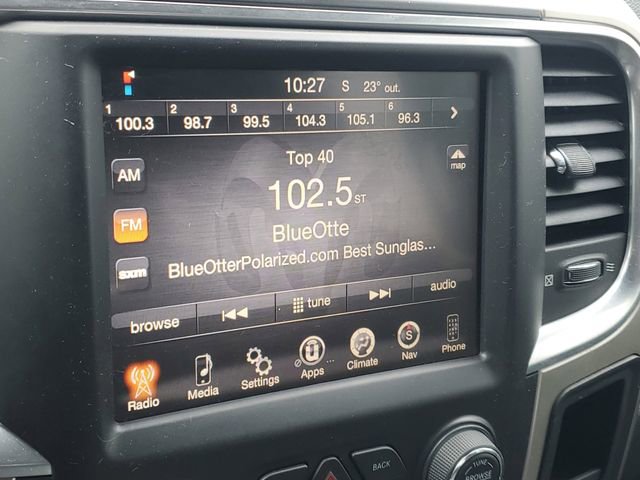 10:27 S 23° out.
1 100.3 2 98.7 3 99.5 4 104.3 5 105.1 6 96.3
AM
Top 40
map
102.5 ST
FM
BlueOtte
sxm
BlueOtterPolarized.com Best Sunglas...
browse
tune
audio
Radio
Media
Settings
Apps
Climate
S
Nav
Phone
BACK
TUNE
BROWSE